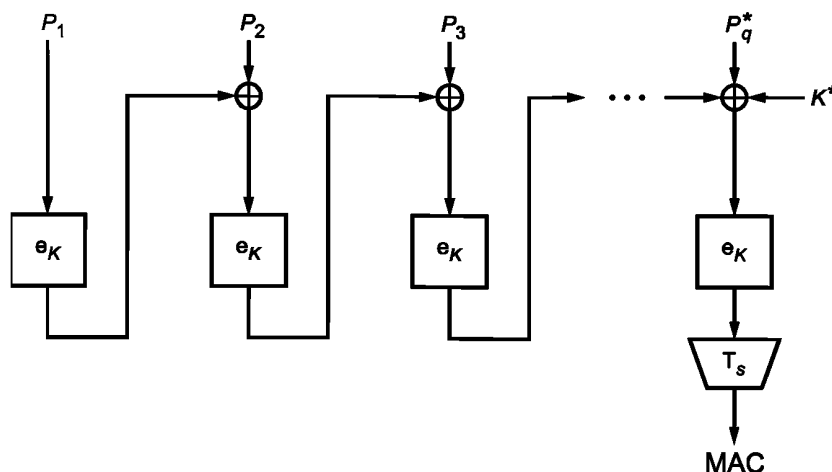 P₁ P₂ P₃ P*q
··· K*
eK eK eK eK
Ts
MAC